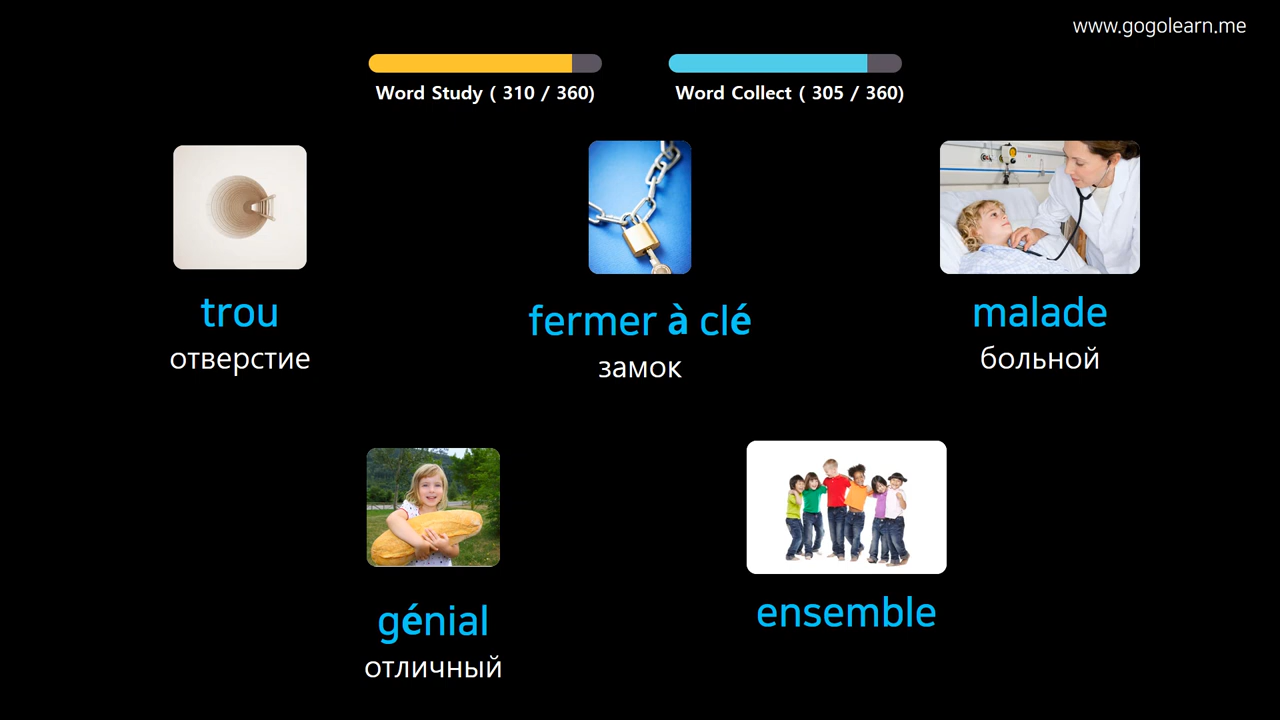 www.gogolearn.me
Word Study ( 310 / 360)
Word Collect ( 305 / 360)
trou
отверстие
fermer à clé
замок
malade
больной
génial
отличный
ensemble